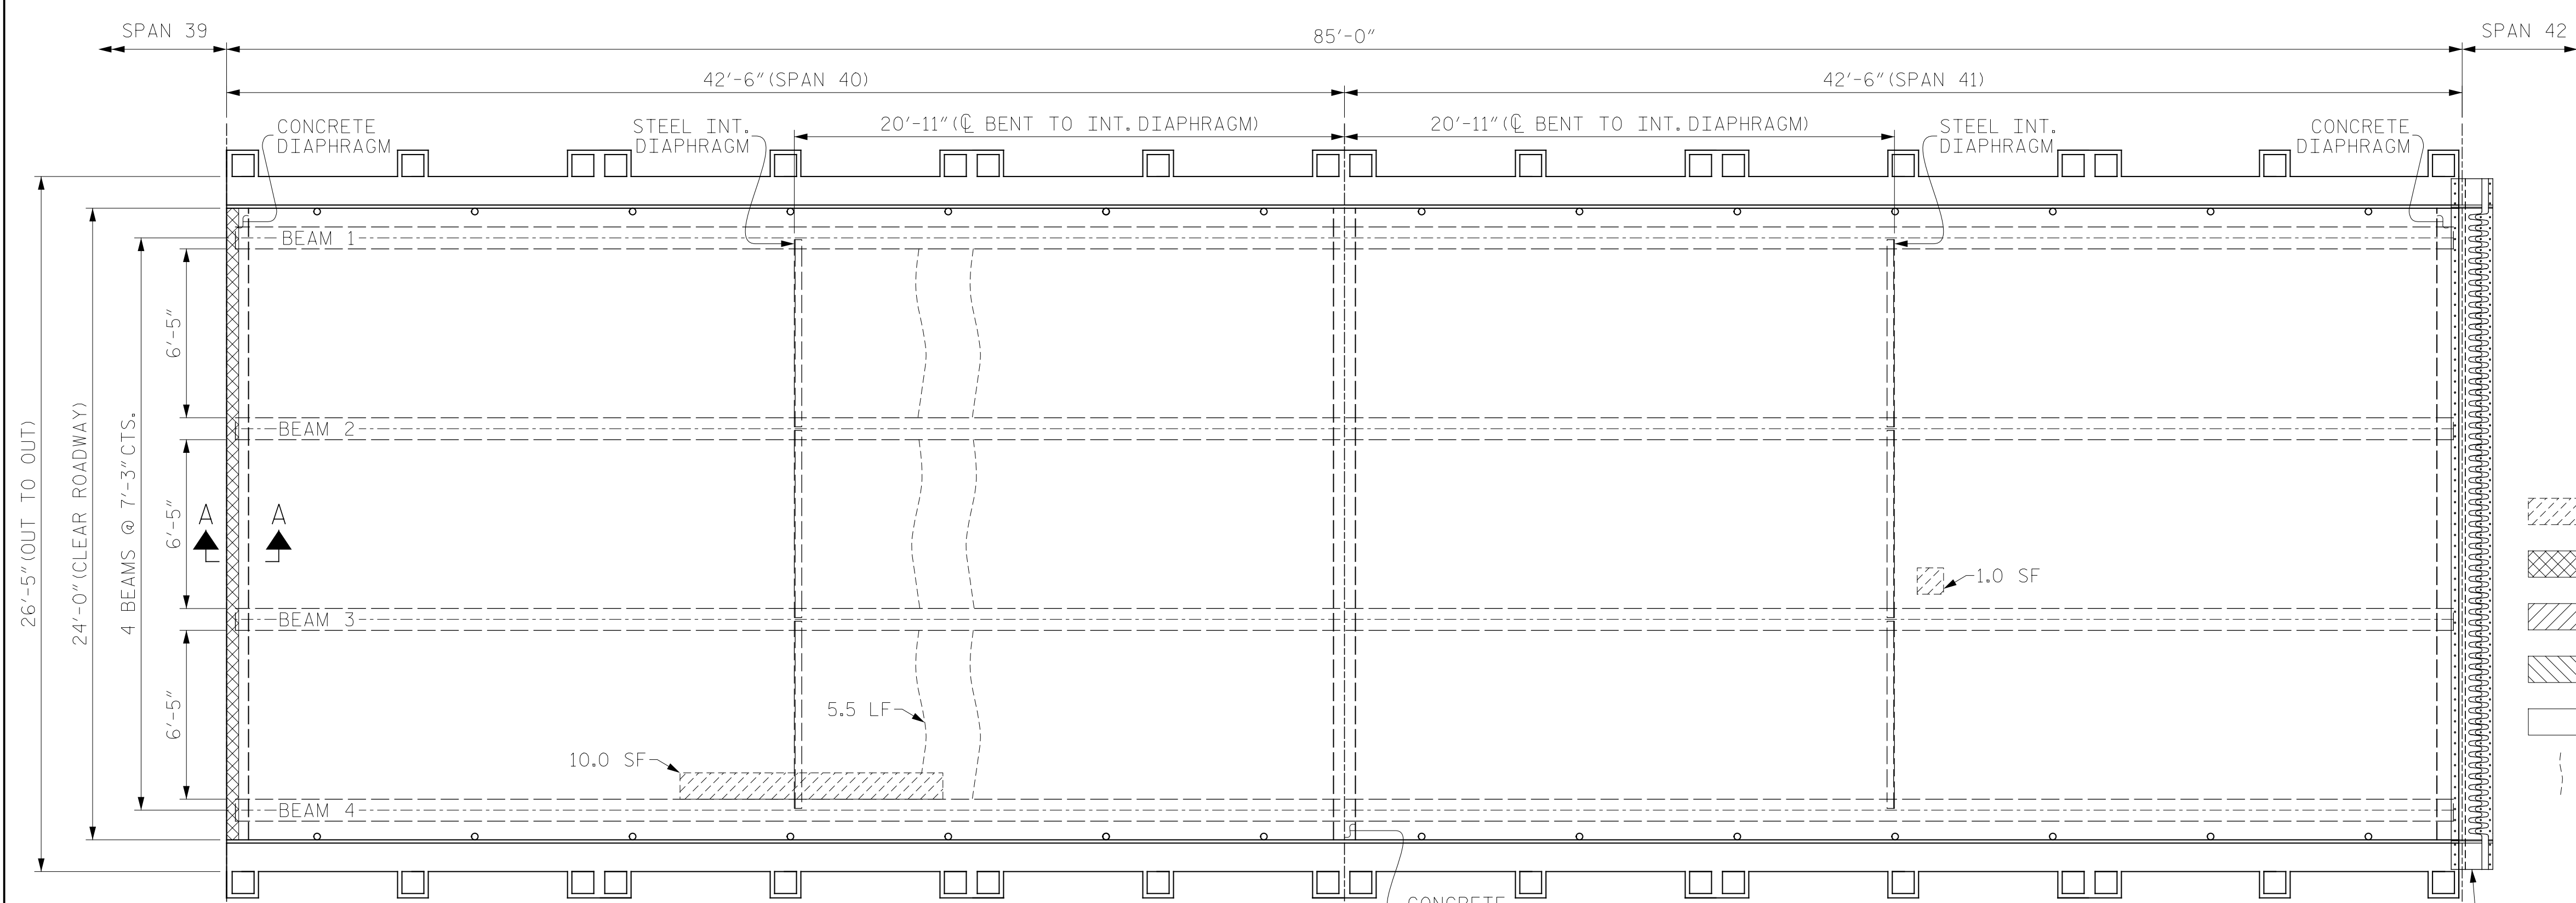 SPAN 39
85'-0"
SPAN 42
42'-6" (SPAN 40)
42'-6" (SPAN 41)
20'-11" (℄ BENT TO INT. DIAPHRAGM)
20'-11" (℄ BENT TO INT. DIAPHRAGM)
CONCRETE
DIAPHRAGM
STEEL INT.
DIAPHRAGM
STEEL INT.
DIAPHRAGM
CONCRETE
DIAPHRAGM
BEAM 1
BEAM 2
BEAM 3
BEAM 4
26'-5" (OUT TO OUT)
24'-0" (CLEAR ROADWAY)
4 BEAMS @ 7'-3" CTS.
6'-5"
6'-5"
6'-5"
A
A
1.0 SF
5.5 LF
10.0 SF
CONCRETE